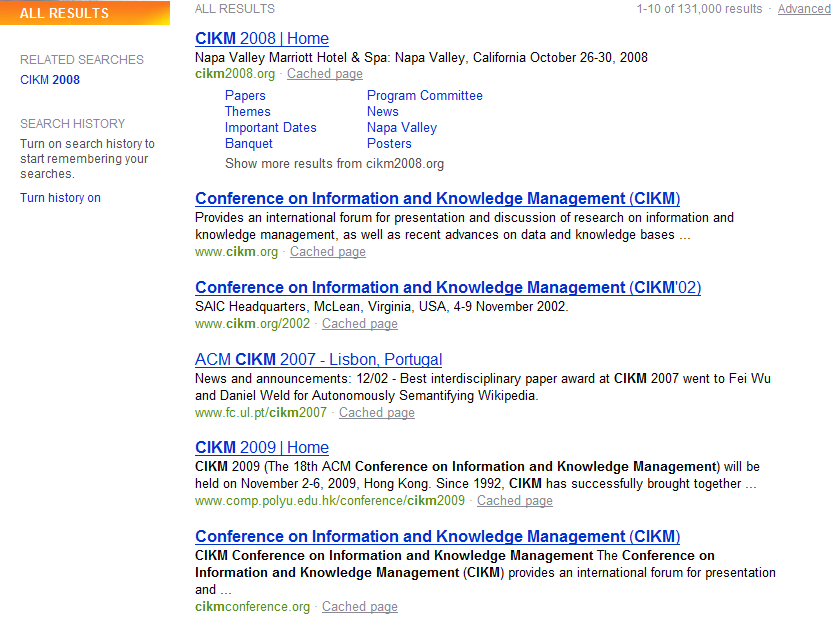 ALL RESULTS
RELATED SEARCHES
CIKM 2008
SEARCH HISTORY
Turn on search history to
start remembering your
searches.
Turn history on
ALL RESULTS
1-10 of 131,000 results · Advanced
CIKM 2008 | Home
Napa Valley Marriott Hotel & Spa: Napa Valley, California October 26-30, 2008
cikm2008.org · Cached page
Papers Program Committee
Themes News
Important Dates Napa Valley
Banquet Posters
Show more results from cikm2008.org
Conference on Information and Knowledge Management (CIKM)
Provides an international forum for presentation and discussion of research on information and
knowledge management, as well as recent advances on data and knowledge bases ...
www.cikm.org · Cached page
Conference on Information and Knowledge Management (CIKM'02)
SAIC Headquarters, McLean, Virginia, USA, 4-9 November 2002.
www.cikm.org/2002 · Cached page
ACM CIKM 2007 - Lisbon, Portugal
News and announcements: 12/02 - Best interdisciplinary paper award at CIKM 2007 went to Fei Wu
and Daniel Weld for Autonomously Semantifying Wikipedia.
www.fc.ul.pt/cikm2007 · Cached page
CIKM 2009 | Home
CIKM 2009 (The 18th ACM Conference on Information and Knowledge Management) will be
held on November 2-6, 2009, Hong Kong. Since 1992, CIKM has successfully brought together ...
www.comp.polyu.edu.hk/conference/cikm2009 · Cached page
Conference on Information and Knowledge Management (CIKM)
CIKM Conference on Information and Knowledge Management The Conference on
Information and Knowledge Management (CIKM) provides an international forum for presentation
and ...
cikmconference.org · Cached page